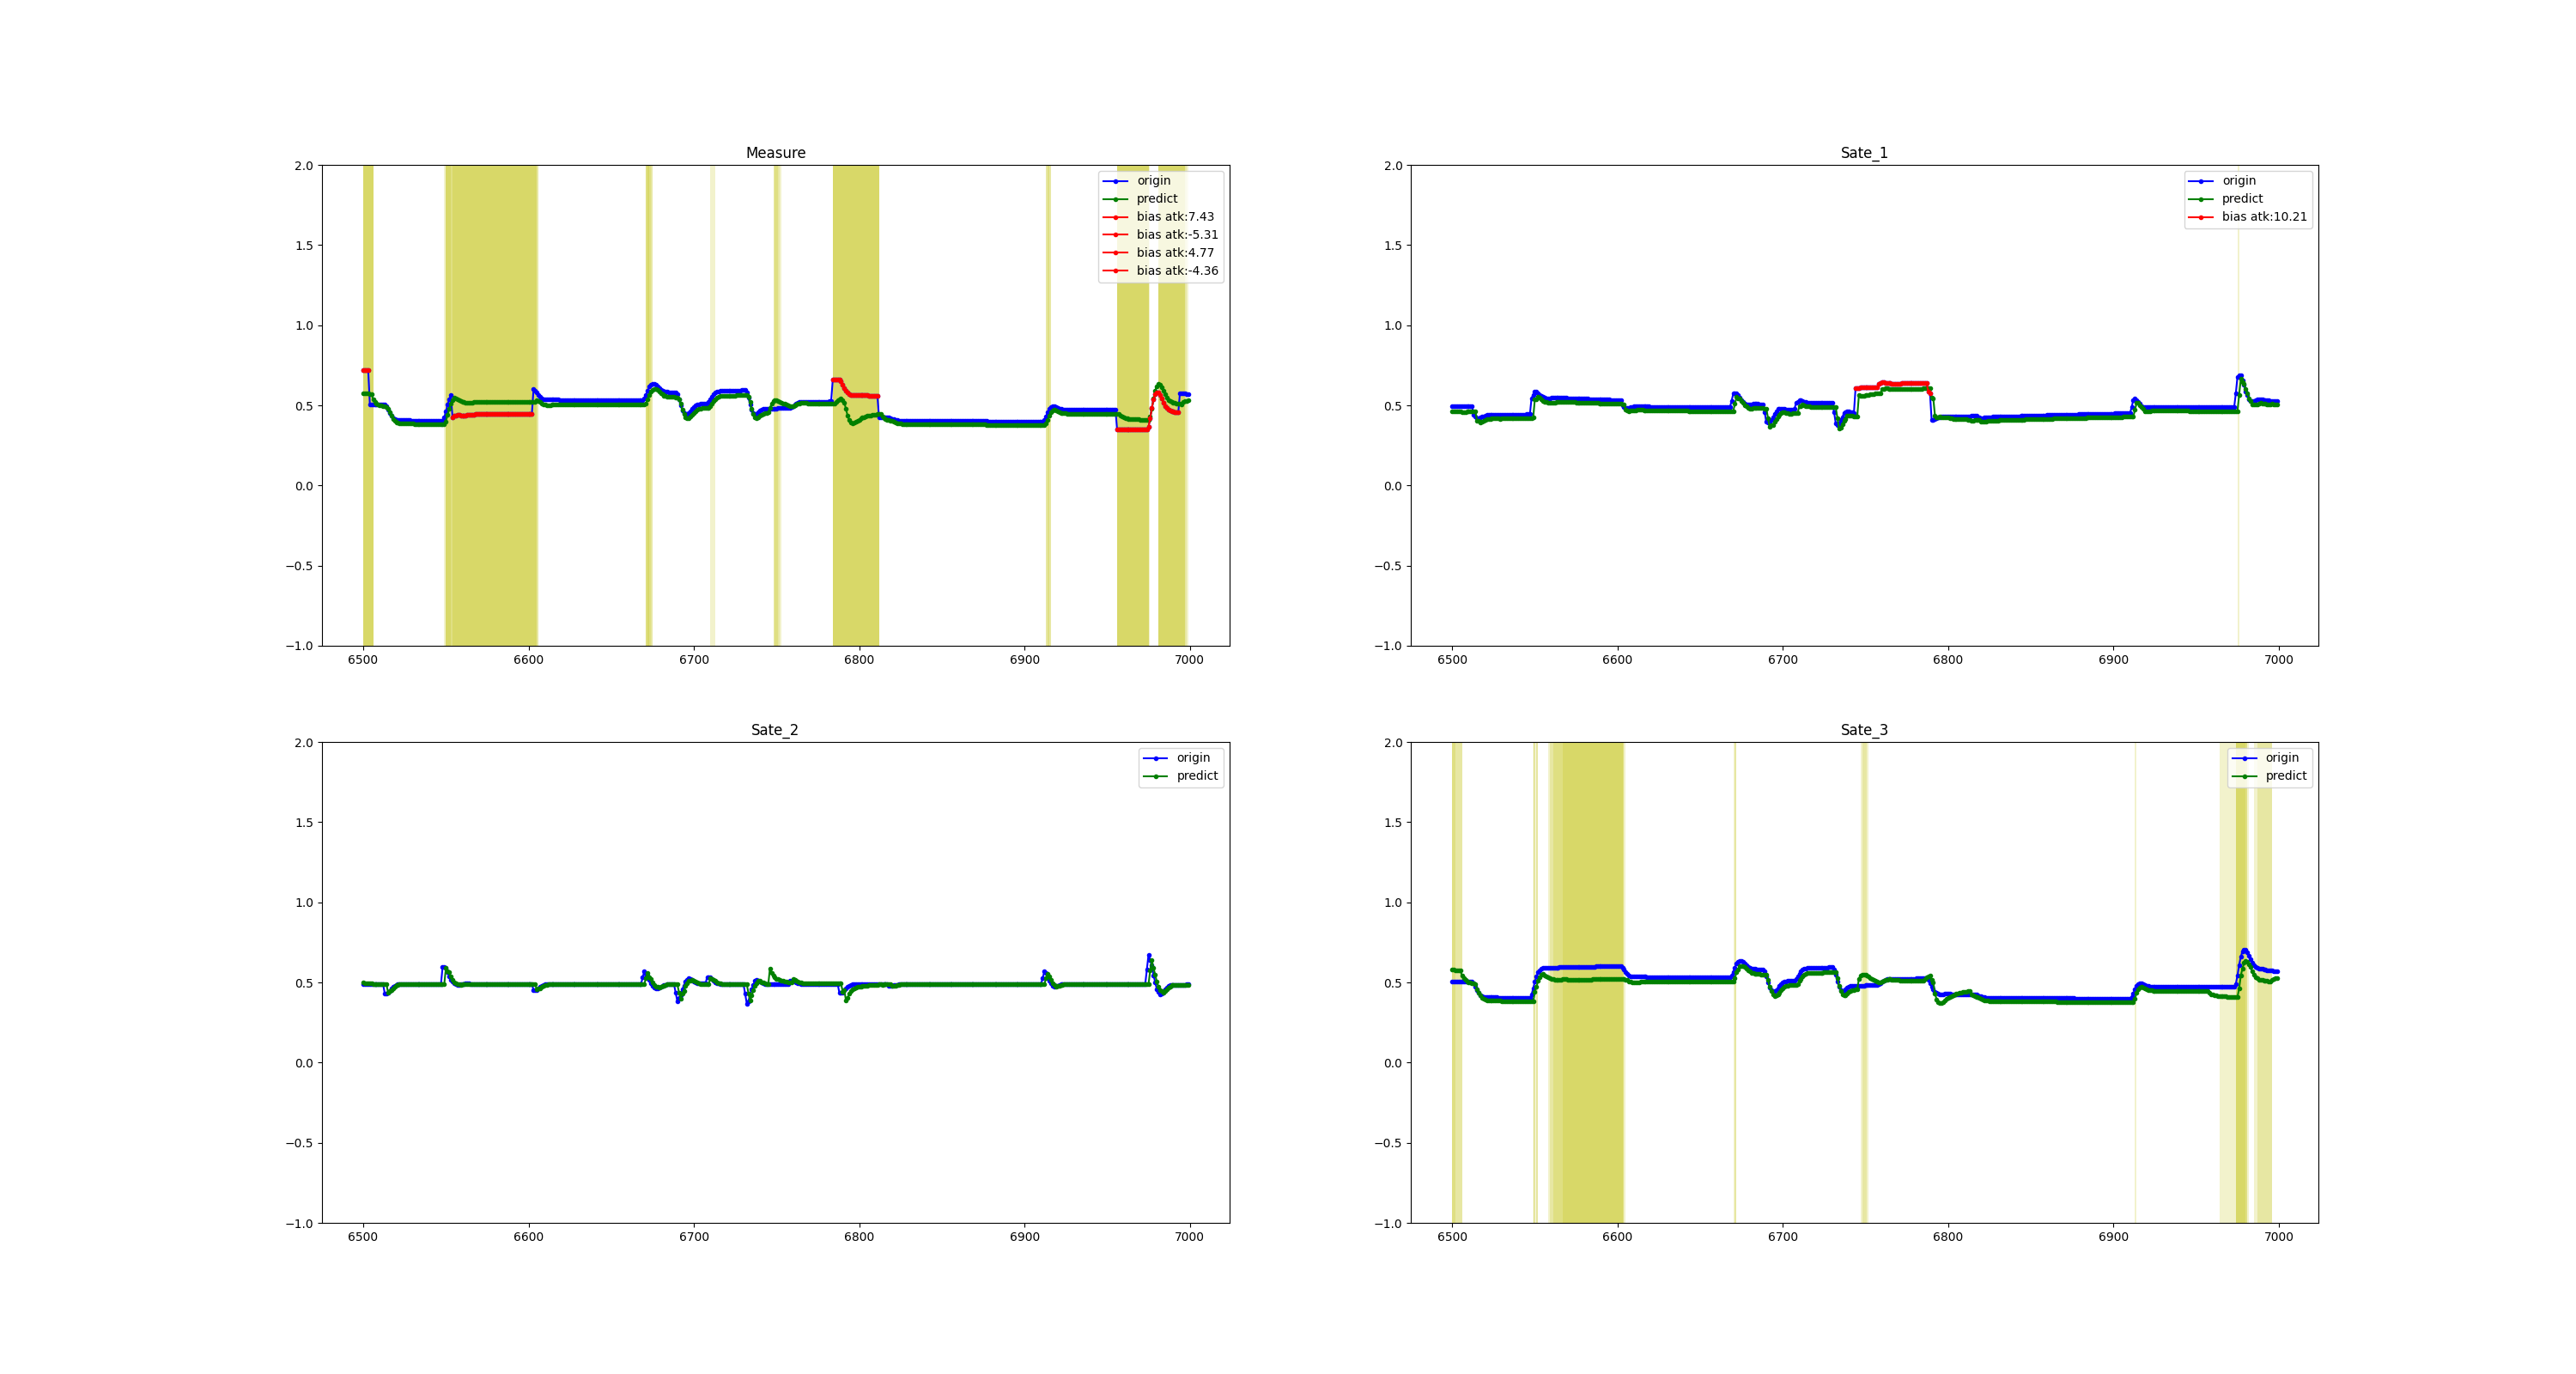 Measure
2.0
1.5
1.0
0.5
0.0
−0.5
−1.0
6500 6600 6700 6800 6900 7000
origin
predict
bias atk:7.43
bias atk:-5.31
bias atk:4.77
bias atk:-4.36
Sate_1
2.0
1.5
1.0
0.5
0.0
−0.5
−1.0
6500 6600 6700 6800 6900 7000
origin
predict
bias atk:10.21
Sate_2
2.0
1.5
1.0
0.5
0.0
−0.5
−1.0
6500 6600 6700 6800 6900 7000
origin
predict
Sate_3
2.0
1.5
1.0
0.5
0.0
−0.5
−1.0
6500 6600 6700 6800 6900 7000
origin
predict